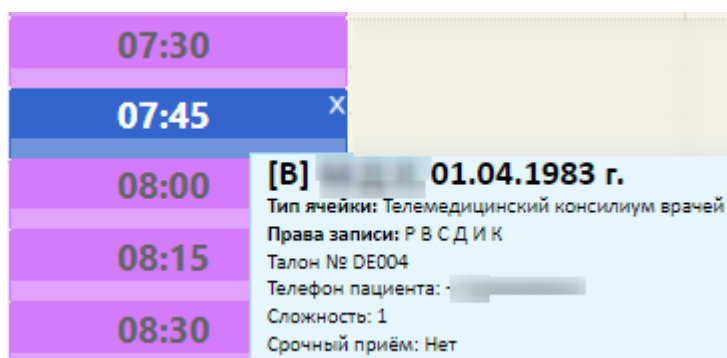 07:30
07:45 X
08:00
08:15
08:30
[В] 01.04.1983 г.
Тип ячейки: Телемедицинский консилиум врачей
Права записи: Р В С Д И К
Талон № DE004
Телефон пациента:
Сложность: 1
Срочный приём: Нет